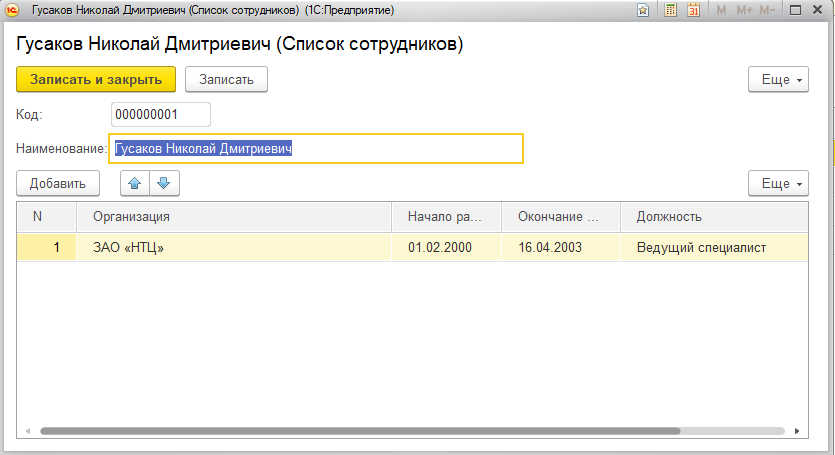 Гусаков Николай Дмитриевич (Список сотрудников) (1С:Предприятие)
M M+ M-
Гусаков Николай Дмитриевич (Список сотрудников)
Записать и закрыть Записать Еще
Код: 000000001
Наименование: Гусаков Николай Дмитриевич
Добавить Еще
N Организация Начало ра... Окончание ... Должность
1 ЗАО «НТЦ» 01.02.2000 16.04.2003 Ведущий специалист